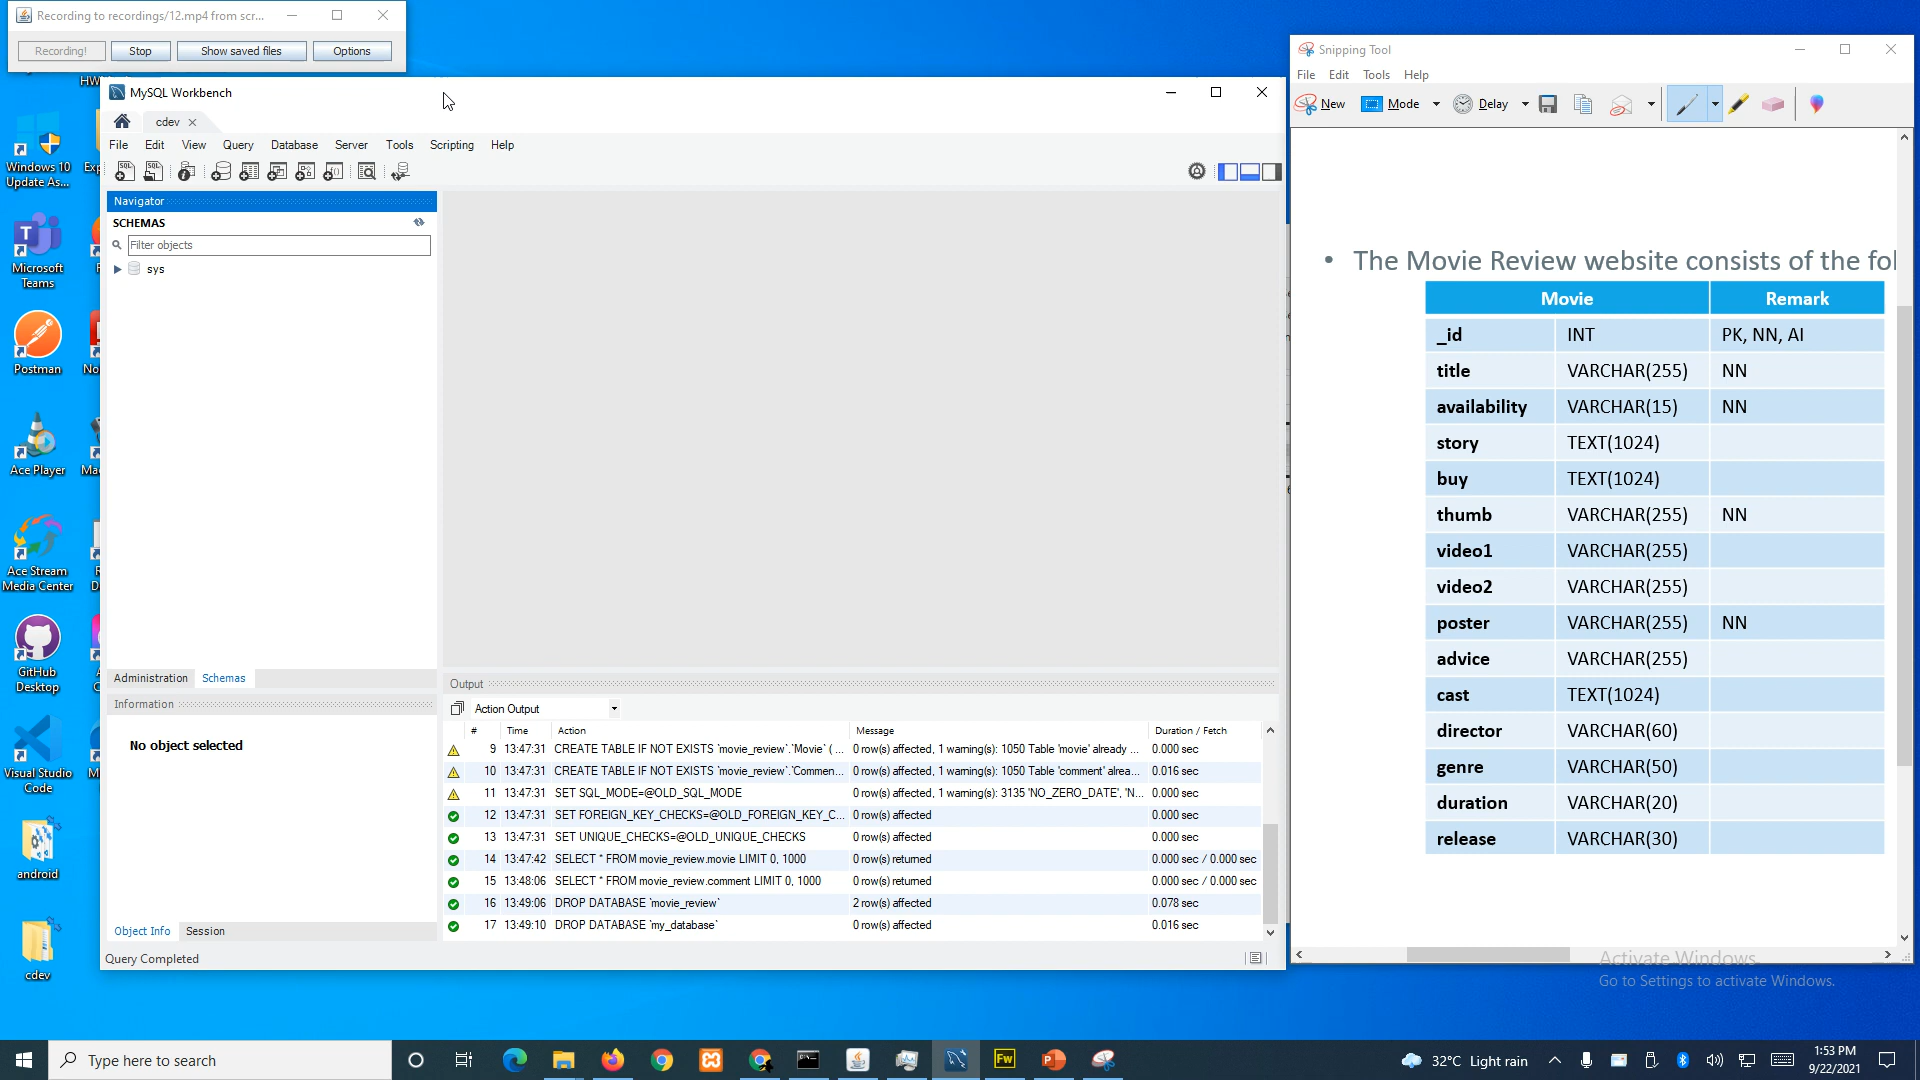 Recording to recordings/12.mp4 from scr...
Recording!
Stop
Show saved files
Options
MySQL Workbench
cdev
File Edit View Query Database Server Tools Scripting Help
Navigator
SCHEMAS
Filter objects
sys
Administration Schemas
Information
No object selected
Object Info Session
Query Completed
Output
Action Output
# Time Action Message Duration / Fetch
9 13:47:31 CREATE TABLE IF NOT EXISTS `movie_review`.`Movie` ( ... 0 row(s) affected, 1 warning(s): 1050 Table 'movie' already ... 0.000 sec
10 13:47:31 CREATE TABLE IF NOT EXISTS `movie_review`.`Commen... 0 row(s) affected, 1 warning(s): 1050 Table 'comment' alrea... 0.016 sec
11 13:47:31 SET SQL_MODE=@OLD_SQL_MODE 0 row(s) affected, 1 warning(s): 3135 'NO_ZERO_DATE', 'N... 0.000 sec
12 13:47:31 SET FOREIGN_KEY_CHECKS=@OLD_FOREIGN_KEY_C... 0 row(s) affected 0.000 sec
13 13:47:31 SET UNIQUE_CHECKS=@OLD_UNIQUE_CHECKS 0 row(s) affected 0.000 sec
14 13:47:42 SELECT * FROM movie_review.movie LIMIT 0, 1000 0 row(s) returned 0.000 sec / 0.000 sec
15 13:48:06 SELECT * FROM movie_review.comment LIMIT 0, 1000 0 row(s) returned 0.000 sec / 0.000 sec
16 13:49:06 DROP DATABASE `movie_review` 2 row(s) affected 0.078 sec
17 13:49:10 DROP DATABASE `my_database` 0 row(s) affected 0.016 sec
Snipping Tool
File Edit Tools Help
New Mode Delay
• The Movie Review website consists of the fol
Movie Remark
_id INT PK, NN, AI
title VARCHAR(255) NN
availability VARCHAR(15) NN
story TEXT(1024)
buy TEXT(1024)
thumb VARCHAR(255) NN
video1 VARCHAR(255)
video2 VARCHAR(255)
poster VARCHAR(255) NN
advice VARCHAR(255)
cast TEXT(1024)
director VARCHAR(60)
genre VARCHAR(50)
duration VARCHAR(20)
release VARCHAR(30)
Activate Windows
Go to Settings to activate Windows.
HW
Windows 10
Update As...
Exp
Microsoft
Teams
Postman
No
Ace Player
Mac
Ace Stream
Media Center
GitHub
Desktop
Visual Studio
Code
android
cdev
Type here to search
Fw
32°C Light rain
1:53 PM
9/22/2021